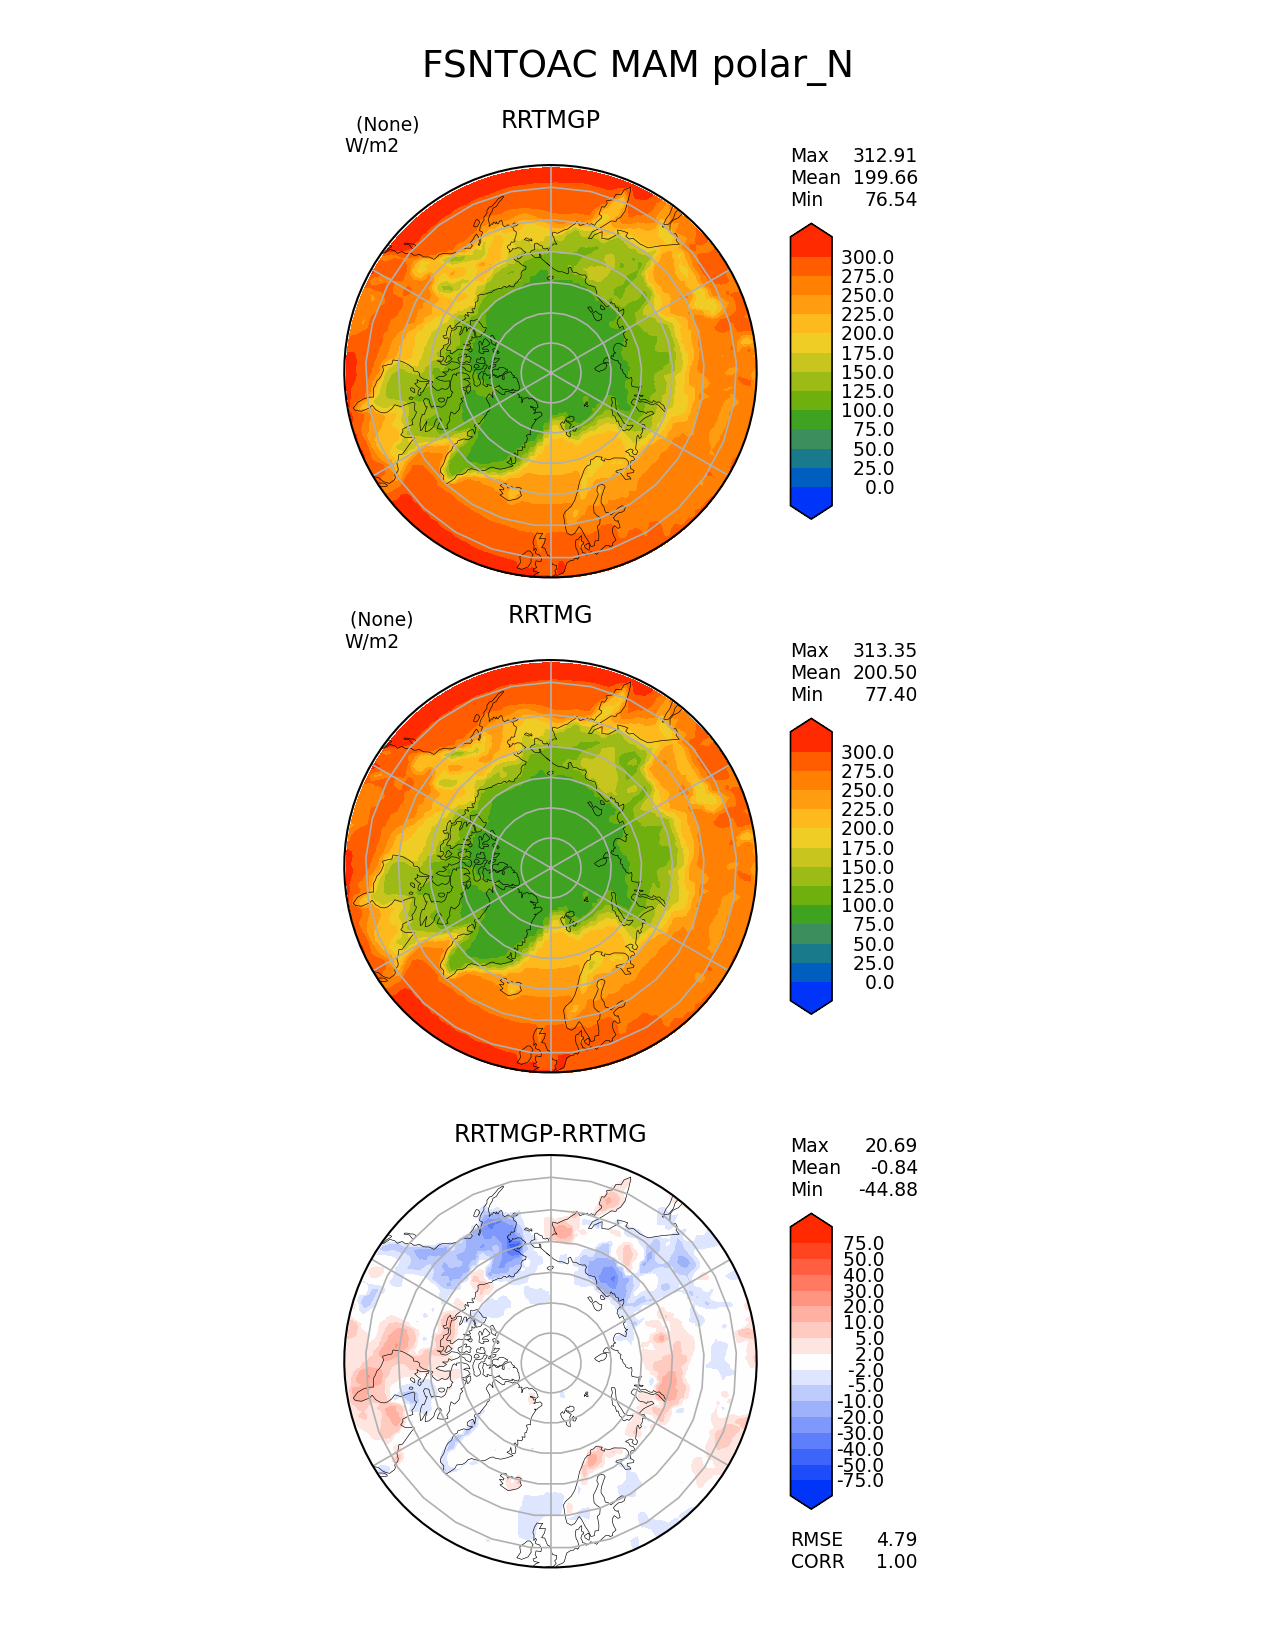 FSNTOAC MAM polar_N
(None)
RRTMGP
W/m2
Max 312.91
Mean 199.66
Min 76.54
300.0
275.0
250.0
225.0
200.0
175.0
150.0
125.0
100.0
75.0
50.0
25.0
0.0
(None)
RRTMG
W/m2
Max 313.35
Mean 200.50
Min 77.40
300.0
275.0
250.0
225.0
200.0
175.0
150.0
125.0
100.0
75.0
50.0
25.0
0.0
RRTMGP-RRTMG
Max 20.69
Mean -0.84
Min -44.88
75.0
50.0
40.0
30.0
20.0
10.0
5.0
2.0
-2.0
-5.0
-10.0
-20.0
-30.0
-40.0
-50.0
-75.0
RMSE 4.79
CORR 1.00